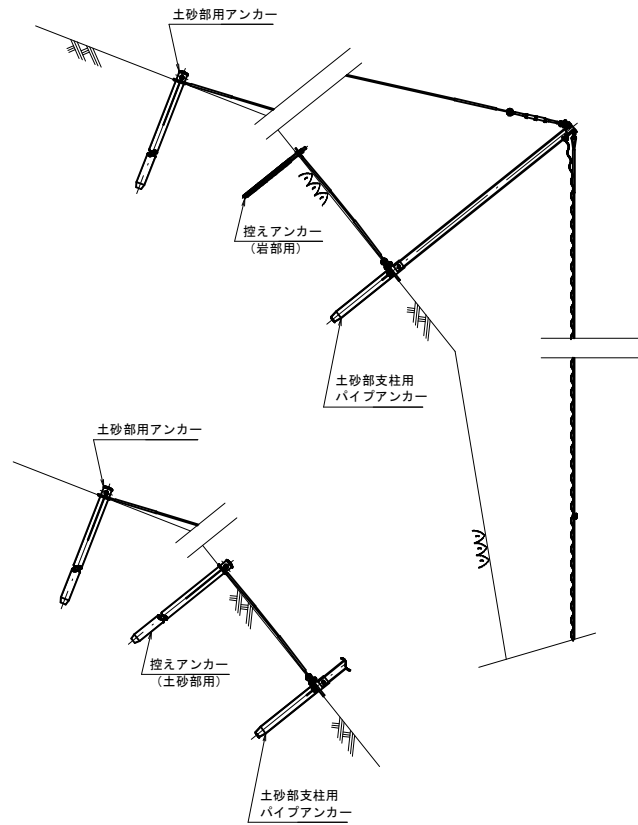 土砂部用アンカー
控えアンカー
（岩部用）
土砂部支柱用
パイプアンカー
土砂部用アンカー
控えアンカー
（土砂部用）
土砂部支柱用
パイプアンカー